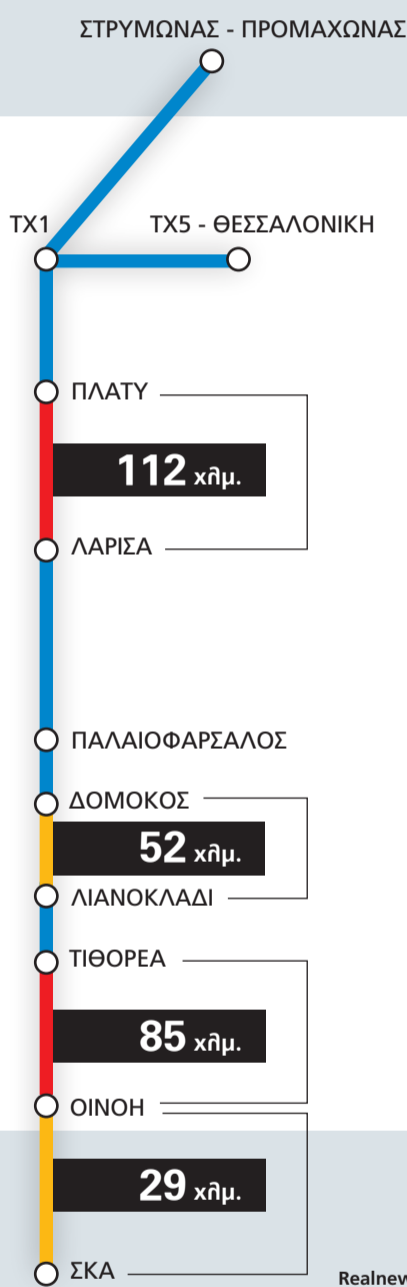 ΣΤΡΥΜΩΝΑΣ - ΠΡΟΜΑΧΩΝΑΣ
ΤΧ1
ΤΧ5 - ΘΕΣΣΑΛΟΝΙΚΗ
ΠΛΑΤΥ
112 χλμ.
ΛΑΡΙΣΑ
ΠΑΛΑΙΟΦΑΡΣΑΛΟΣ
ΔΟΜΟΚΟΣ
52 χλμ.
ΛΙΑΝΟΚΛΑΔΙ
ΤΙΘΟΡΕΑ
85 χλμ.
ΟΙΝΟΗ
29 χλμ.
ΣΚΑ